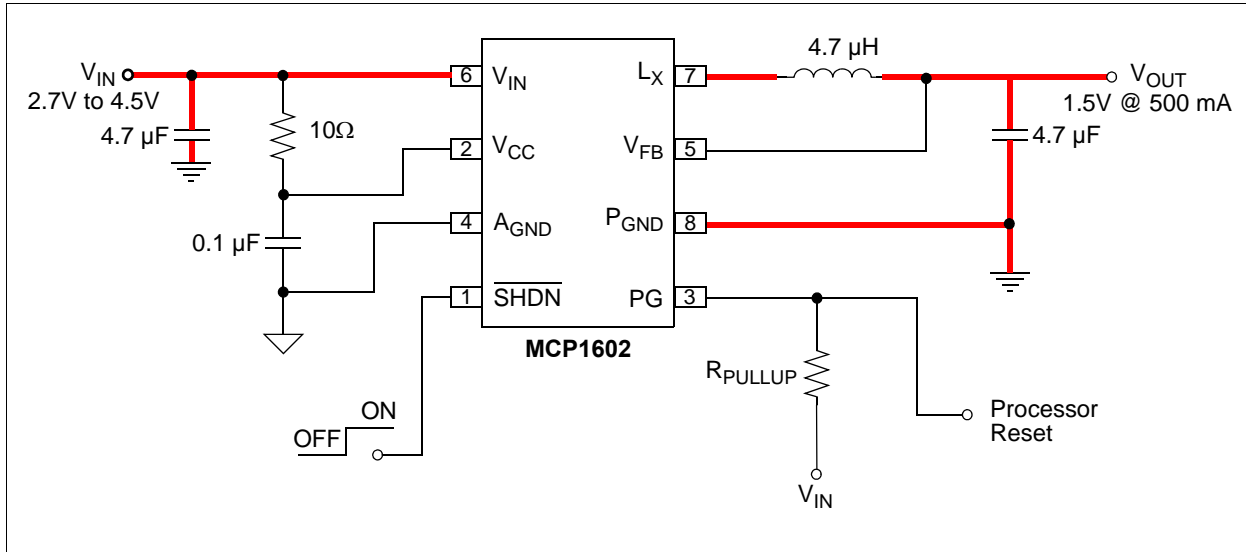 V_IN
2.7V to 4.5V
4.7 µF
10Ω
0.1 µF
6
V_IN
2
V_CC
4
A_GND
1
SHDN
L_X
7
V_FB
5
P_GND
8
PG
3
MCP1602
4.7 µH
V_OUT
1.5V @ 500 mA
4.7 µF
R_PULLUP
V_IN
Processor
Reset
ON
OFF